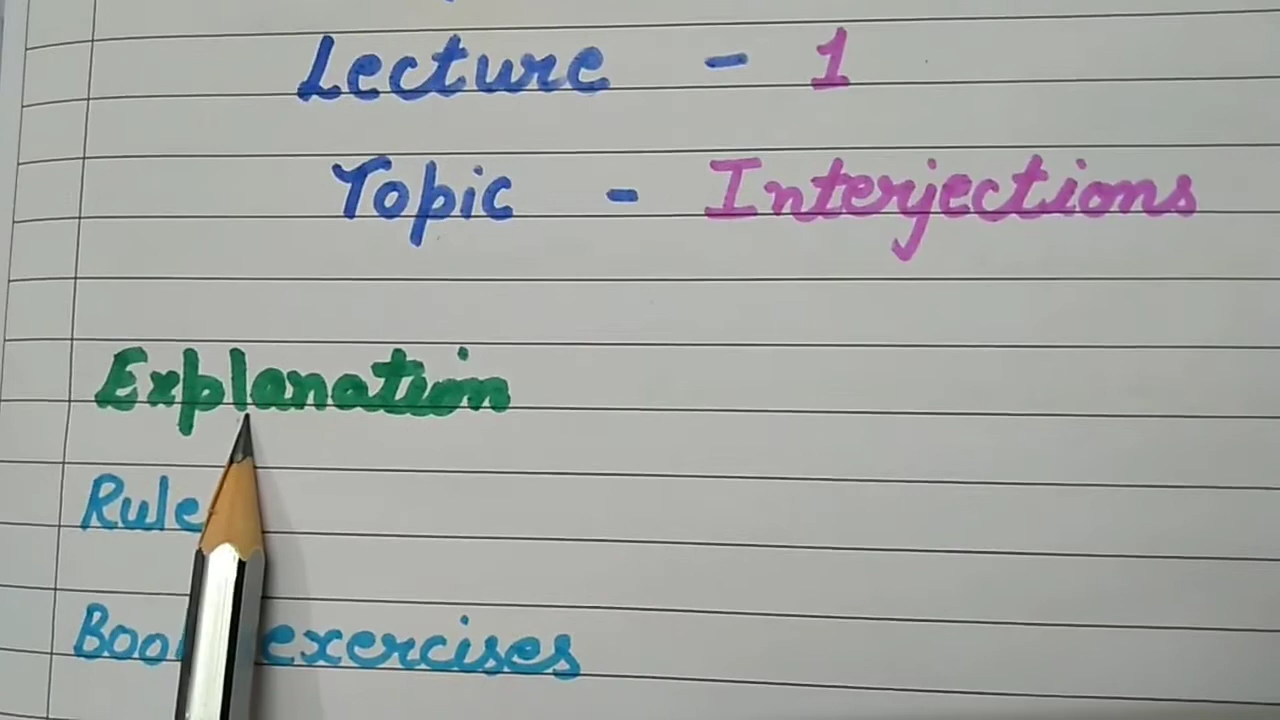 Lecture - 1
Topic - Interjections
Explanation
Rule
exercises